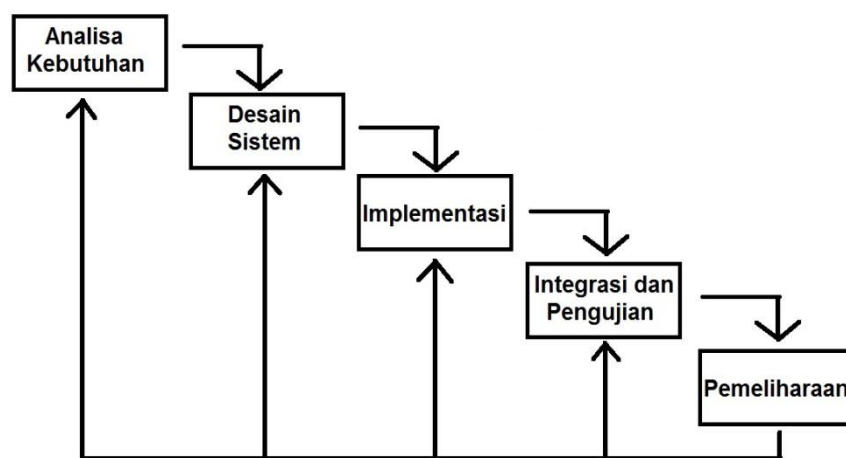 Analisa
Kebutuhan
Desain
Sistem
Implementasi
Integrasi dan
Pengujian
Pemeliharaan